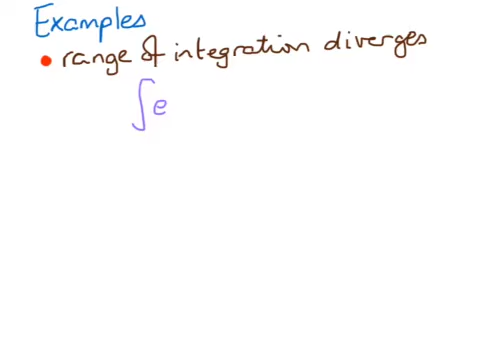 Examples
• range of integration diverges
∫e